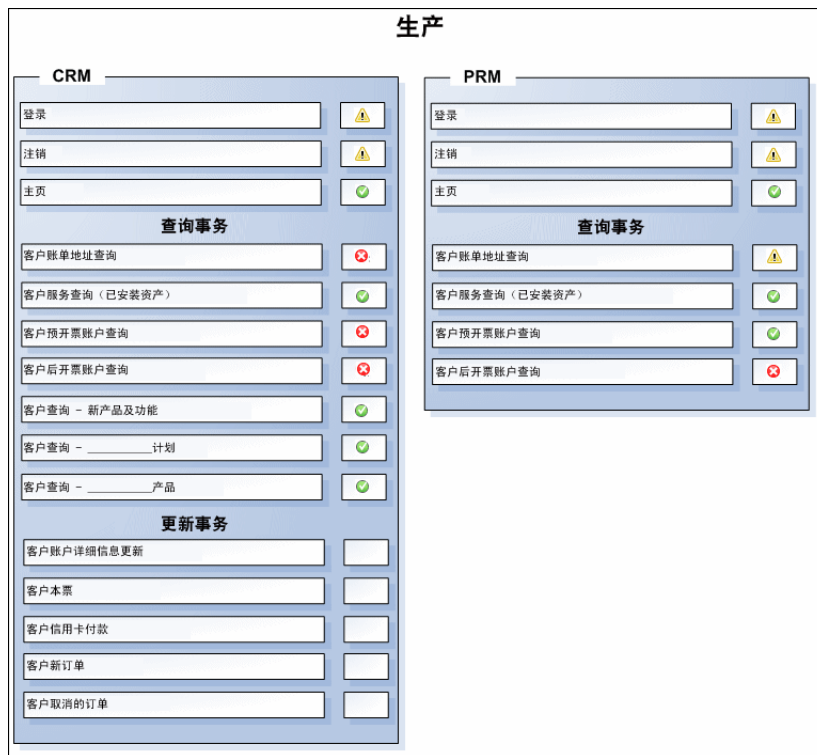 生产
CRM
登录
注销
主页
查询事务
客户账单地址查询
客户服务查询（已安装资产）
客户预开票账户查询
客户后开票账户查询
客户查询 - 新产品及功能
客户查询 - __________计划
客户查询 - __________产品
更新事务
客户账户详细信息更新
客户本票
客户信用卡付款
客户新订单
客户取消的订单
PRM
登录
注销
主页
查询事务
客户账单地址查询
客户服务查询（已安装资产）
客户预开票账户查询
客户后开票账户查询